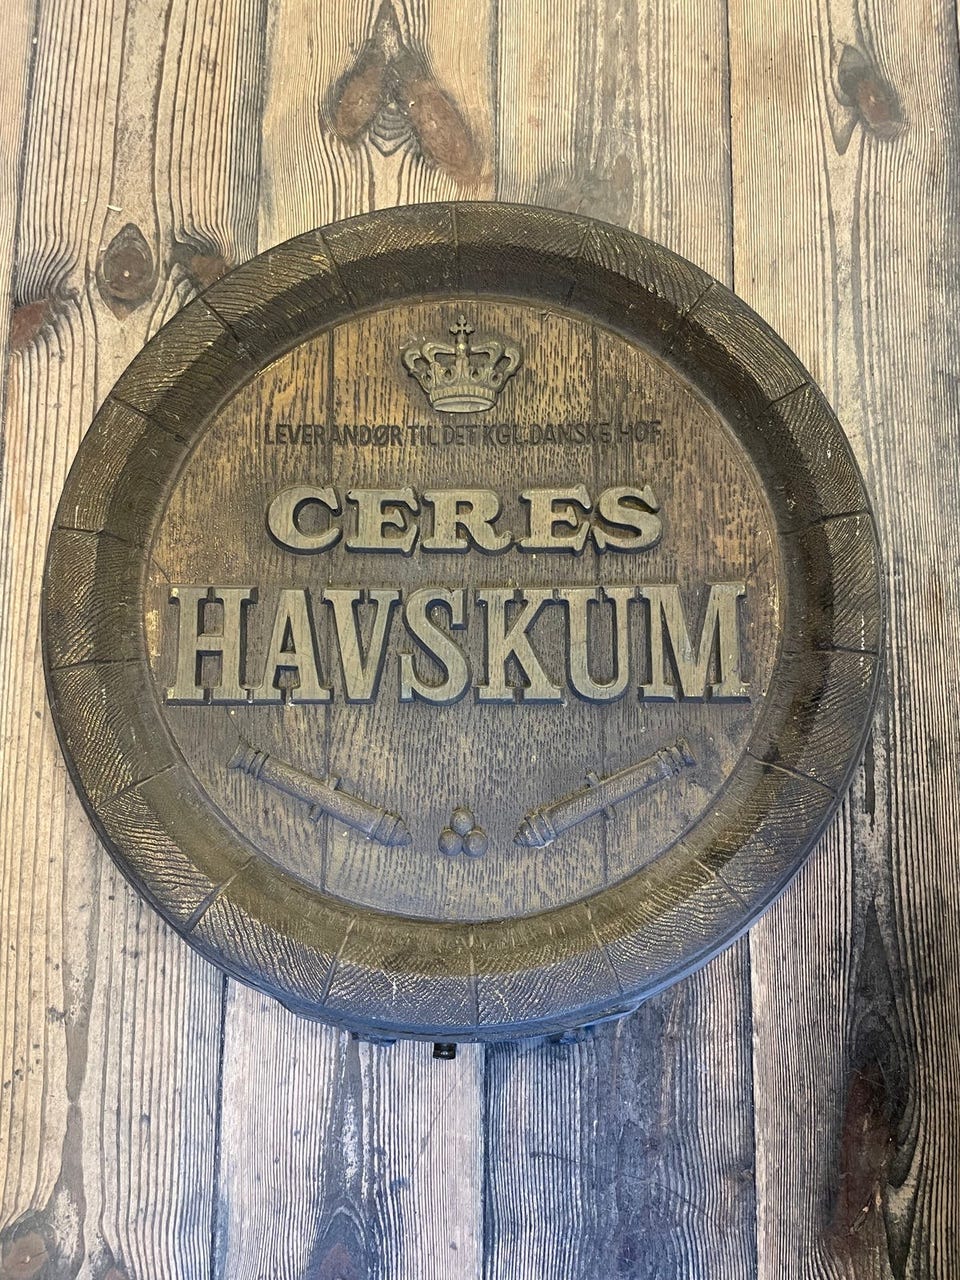 LEVERANDØR TIL DET KGL. DANSKE HOF
CERES
HAVSKUM